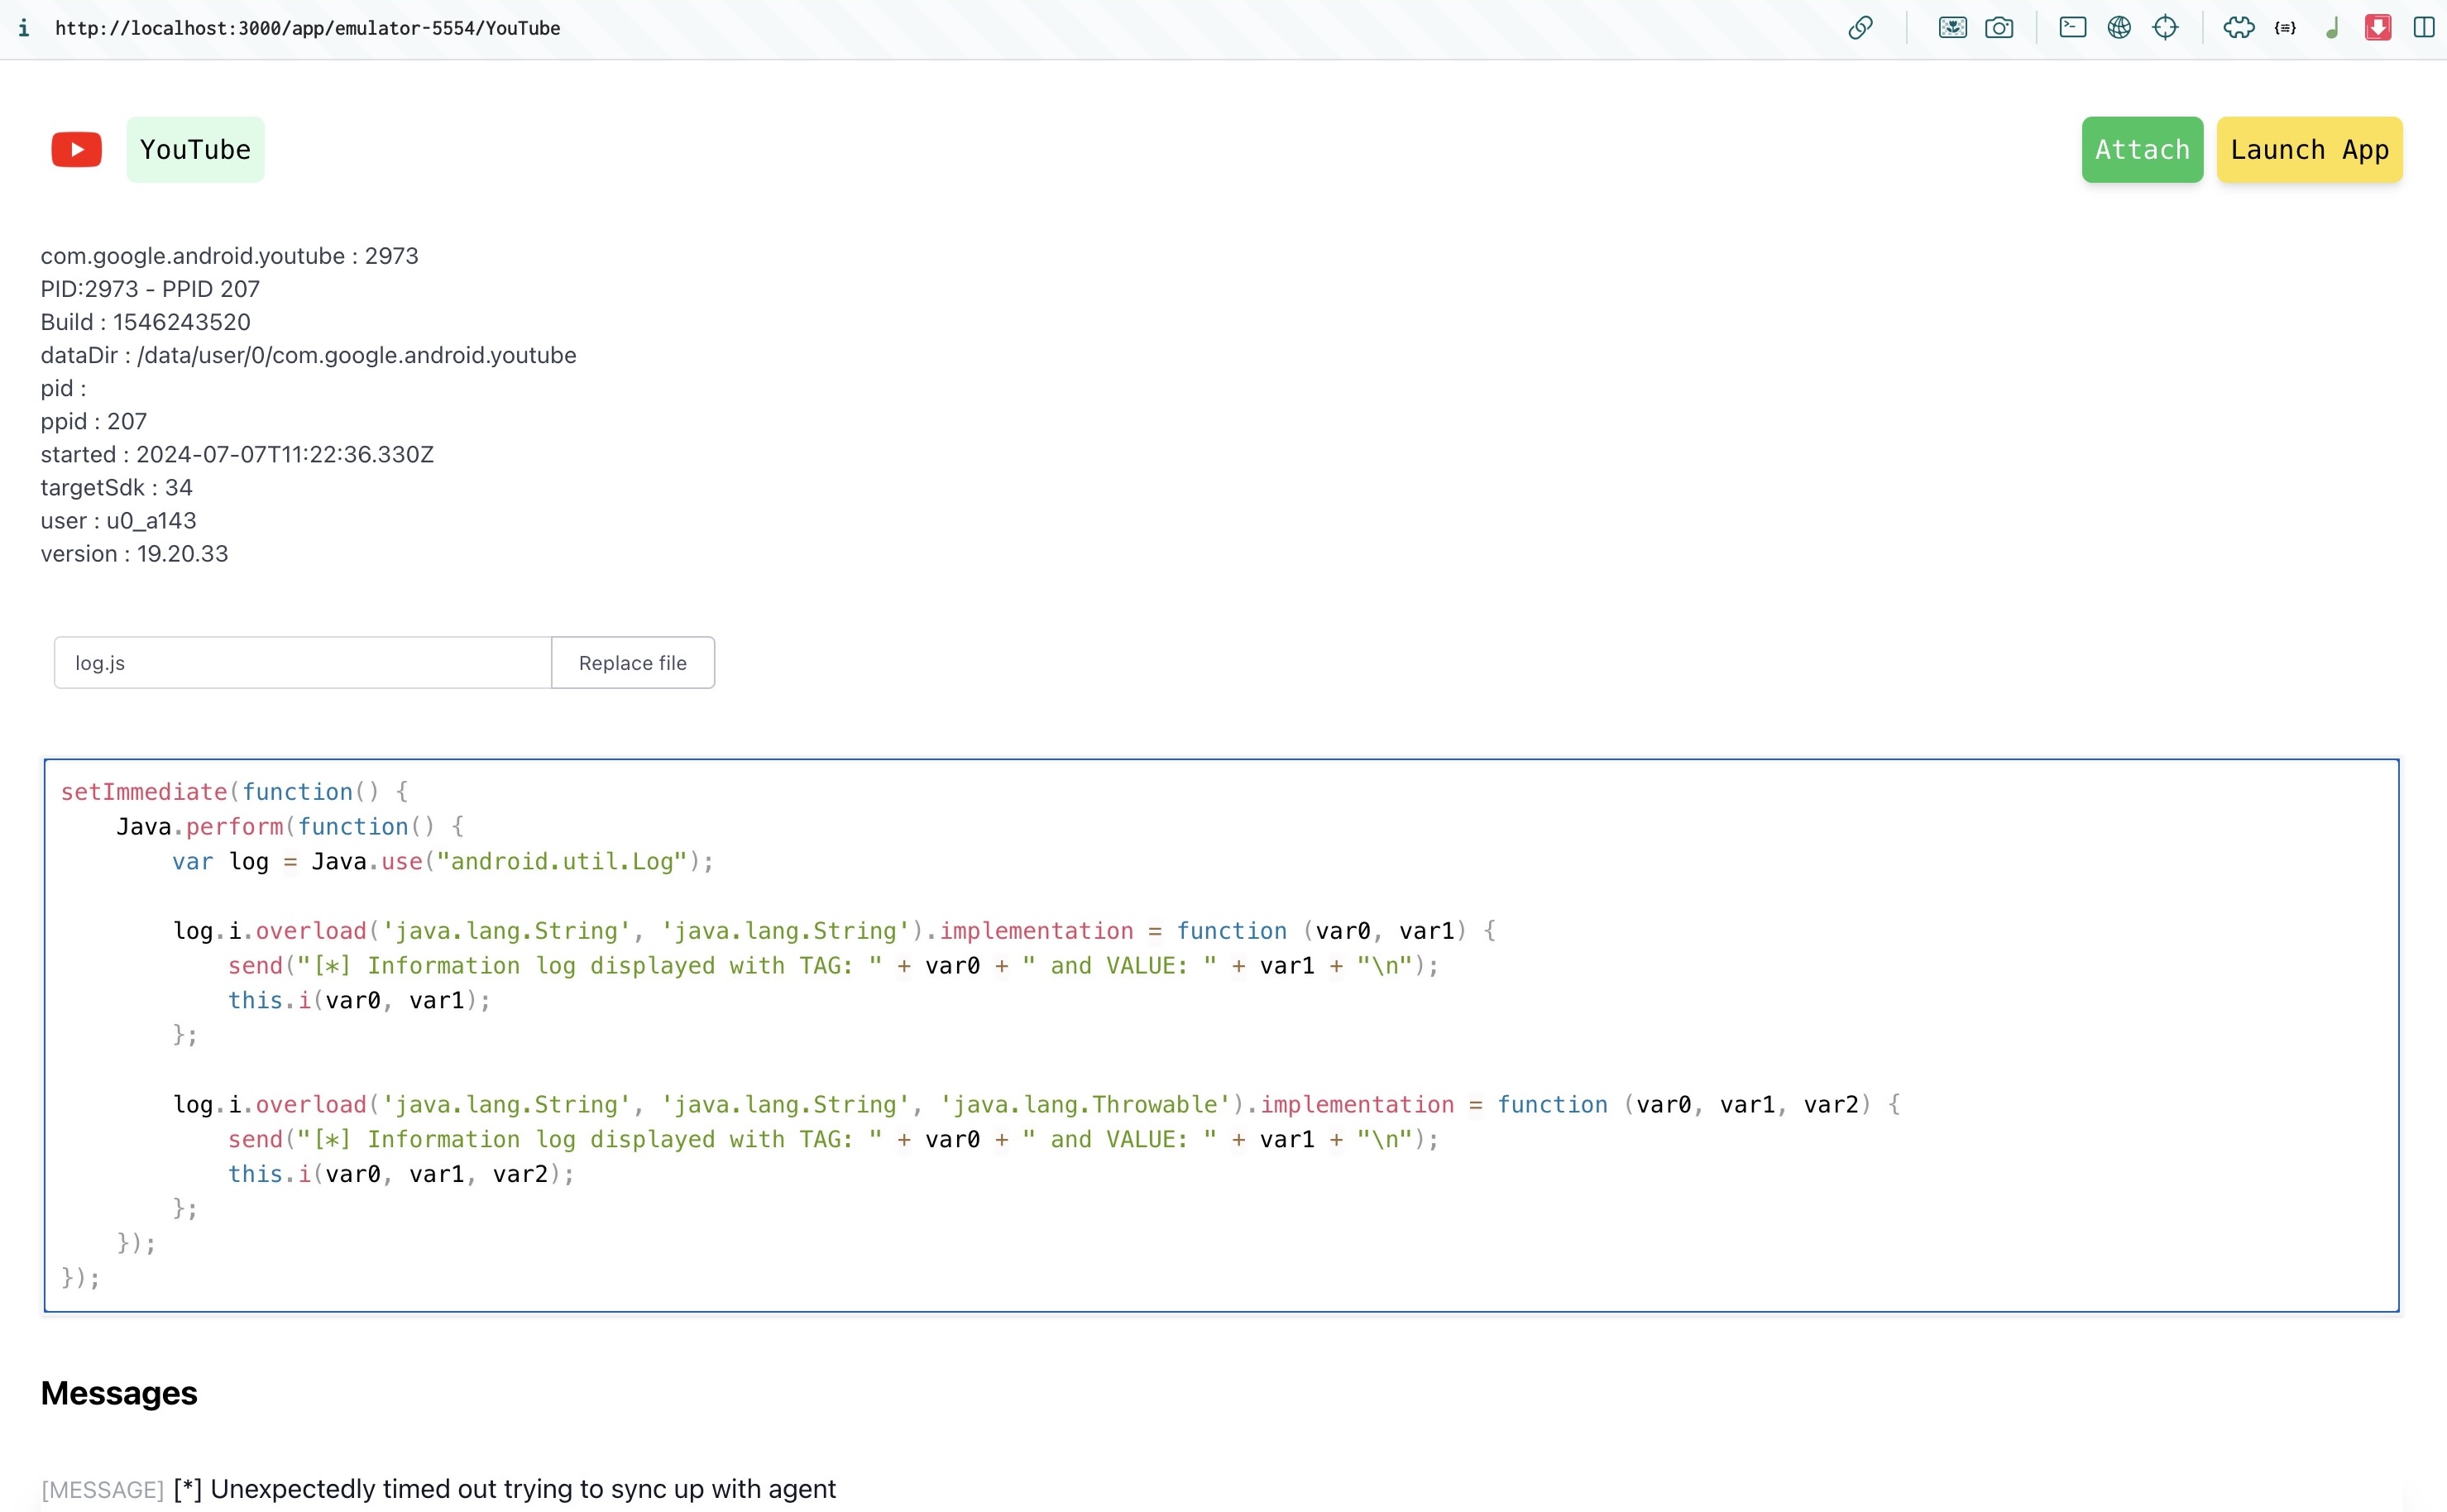 http://localhost:3000/app/emulator-5554/YouTube
YouTube
Attach
Launch App
com.google.android.youtube : 2973
PID:2973 - PPID 207
Build : 1546243520
dataDir : /data/user/0/com.google.android.youtube
pid :
ppid : 207
started : 2024-07-07T11:22:36.330Z
targetSdk : 34
user : u0_a143
version : 19.20.33
log.js
Replace file
setImmediate(function() {
    Java.perform(function() {
        var log = Java.use("android.util.Log");
        log.i.overload('java.lang.String', 'java.lang.String').implementation = function (var0, var1) {
            send("[*] Information log displayed with TAG: " + var0 + " and VALUE: " + var1 + "\n");
            this.i(var0, var1);
        };
        log.i.overload('java.lang.String', 'java.lang.String', 'java.lang.Throwable').implementation = function (var0, var1, var2) {
            send("[*] Information log displayed with TAG: " + var0 + " and VALUE: " + var1 + "\n");
            this.i(var0, var1, var2);
        };
    });
});
Messages
[MESSAGE] [*] Unexpectedly timed out trying to sync up with agent